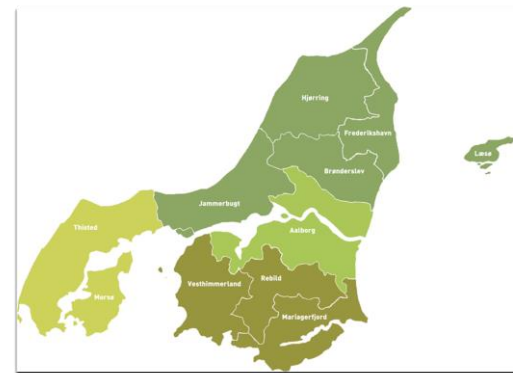 Hjørring
Frederikshavn
Læsø
Brønderslev
Jammerbugt
Thisted
Aalborg
Morsø
Vesthimmerland
Rebild
Mariagerfjord